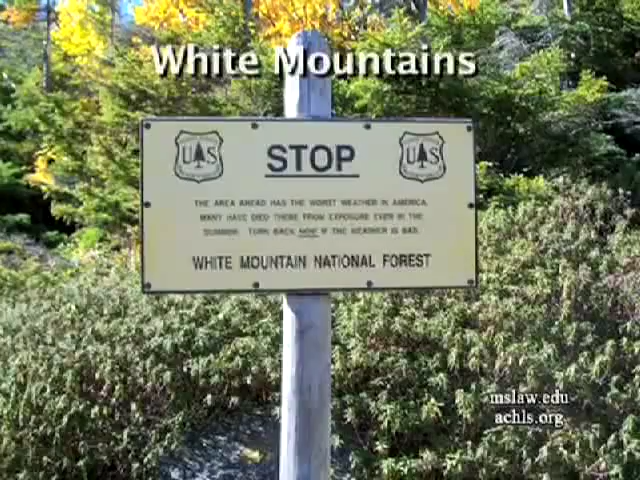 White Mountains
US
STOP
US
THE AREA AHEAD HAS THE WORST WEATHER IN AMERICA.
MANY HAVE DIED THERE FROM EXPOSURE EVEN IN THE
SUMMER. TURN BACK NOW IF THE WEATHER IS BAD.
WHITE MOUNTAIN NATIONAL FOREST
mslaw.edu
achls.org